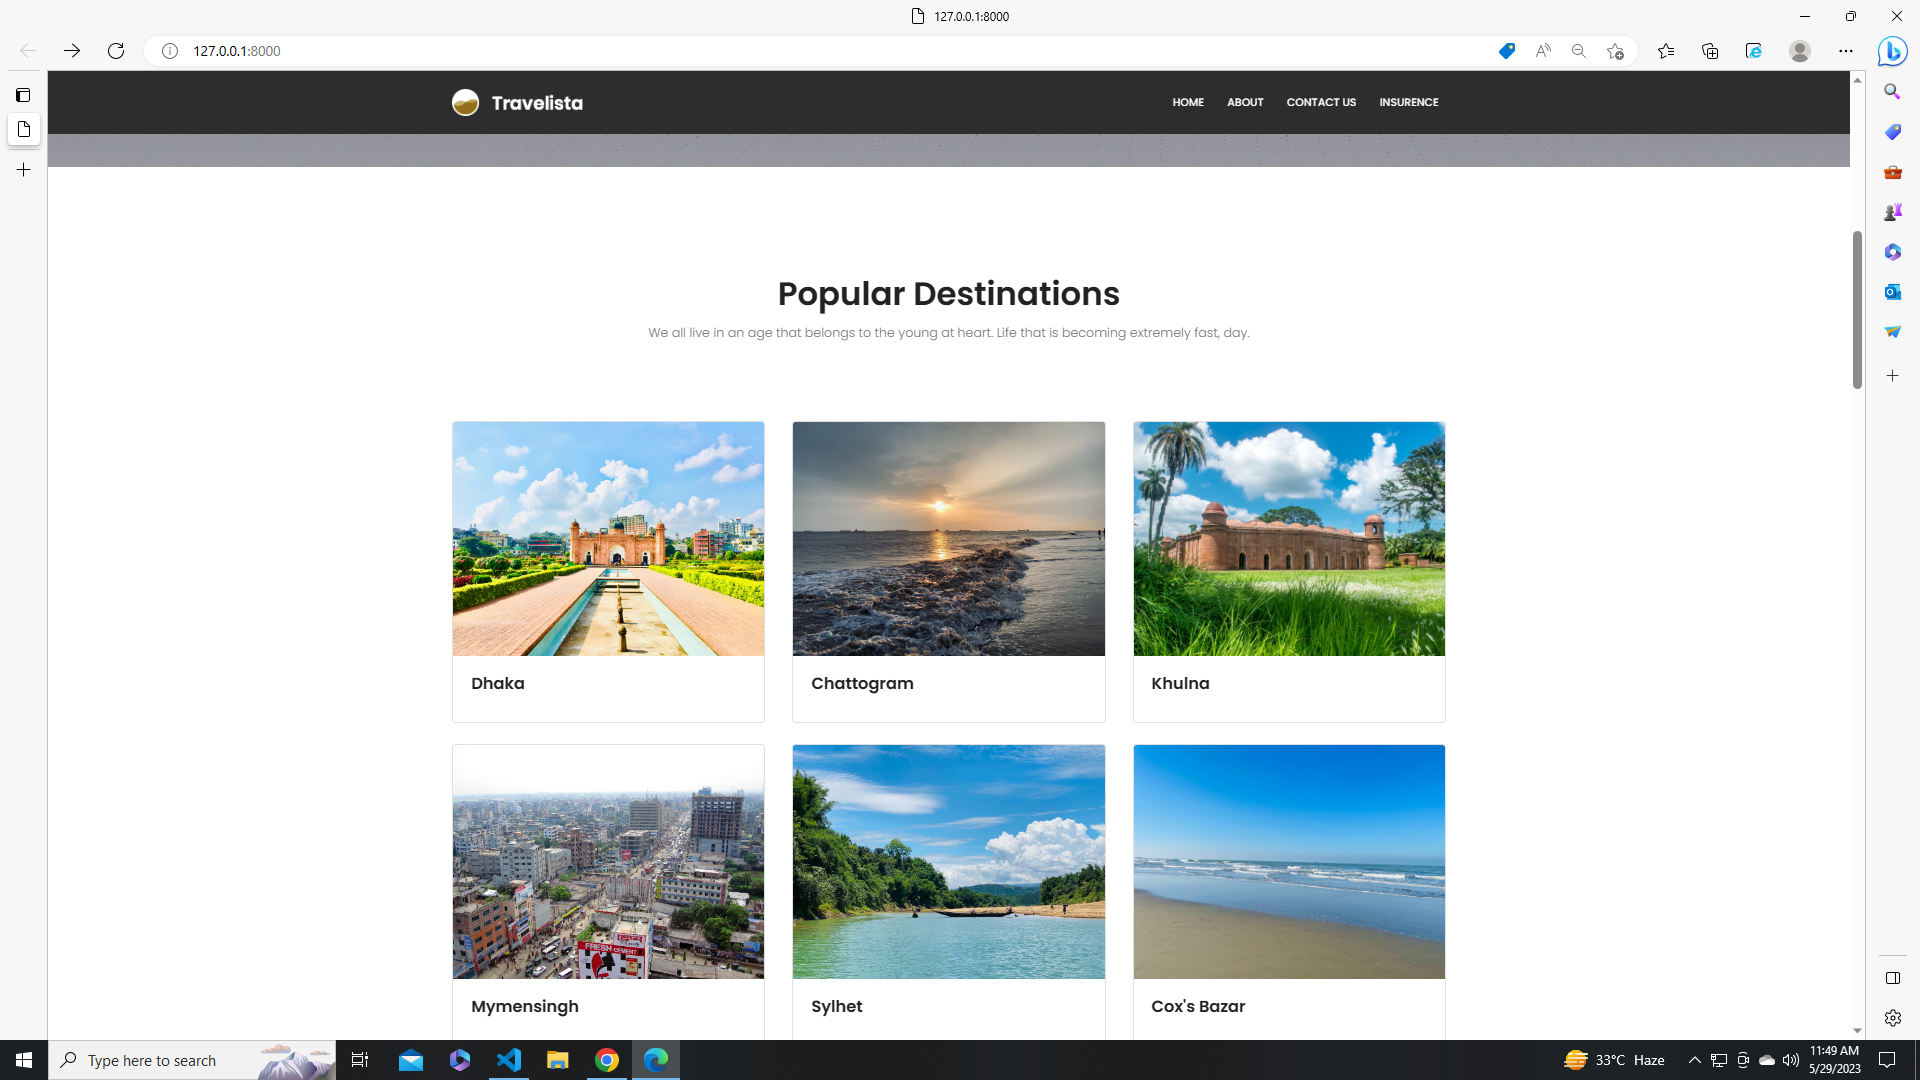 127.0.0.1:8000
127.0.0.1:8000
Travelista
HOME ABOUT CONTACT US INSURENCE
Popular Destinations
We all live in an age that belongs to the young at heart. Life that is becoming extremely fast, day.
Dhaka
Chattogram
Khulna
FRESH CEMENT
Mymensingh
Sylhet
Cox's Bazar
Type here to search
33°C Haze
11:49 AM
5/29/2023